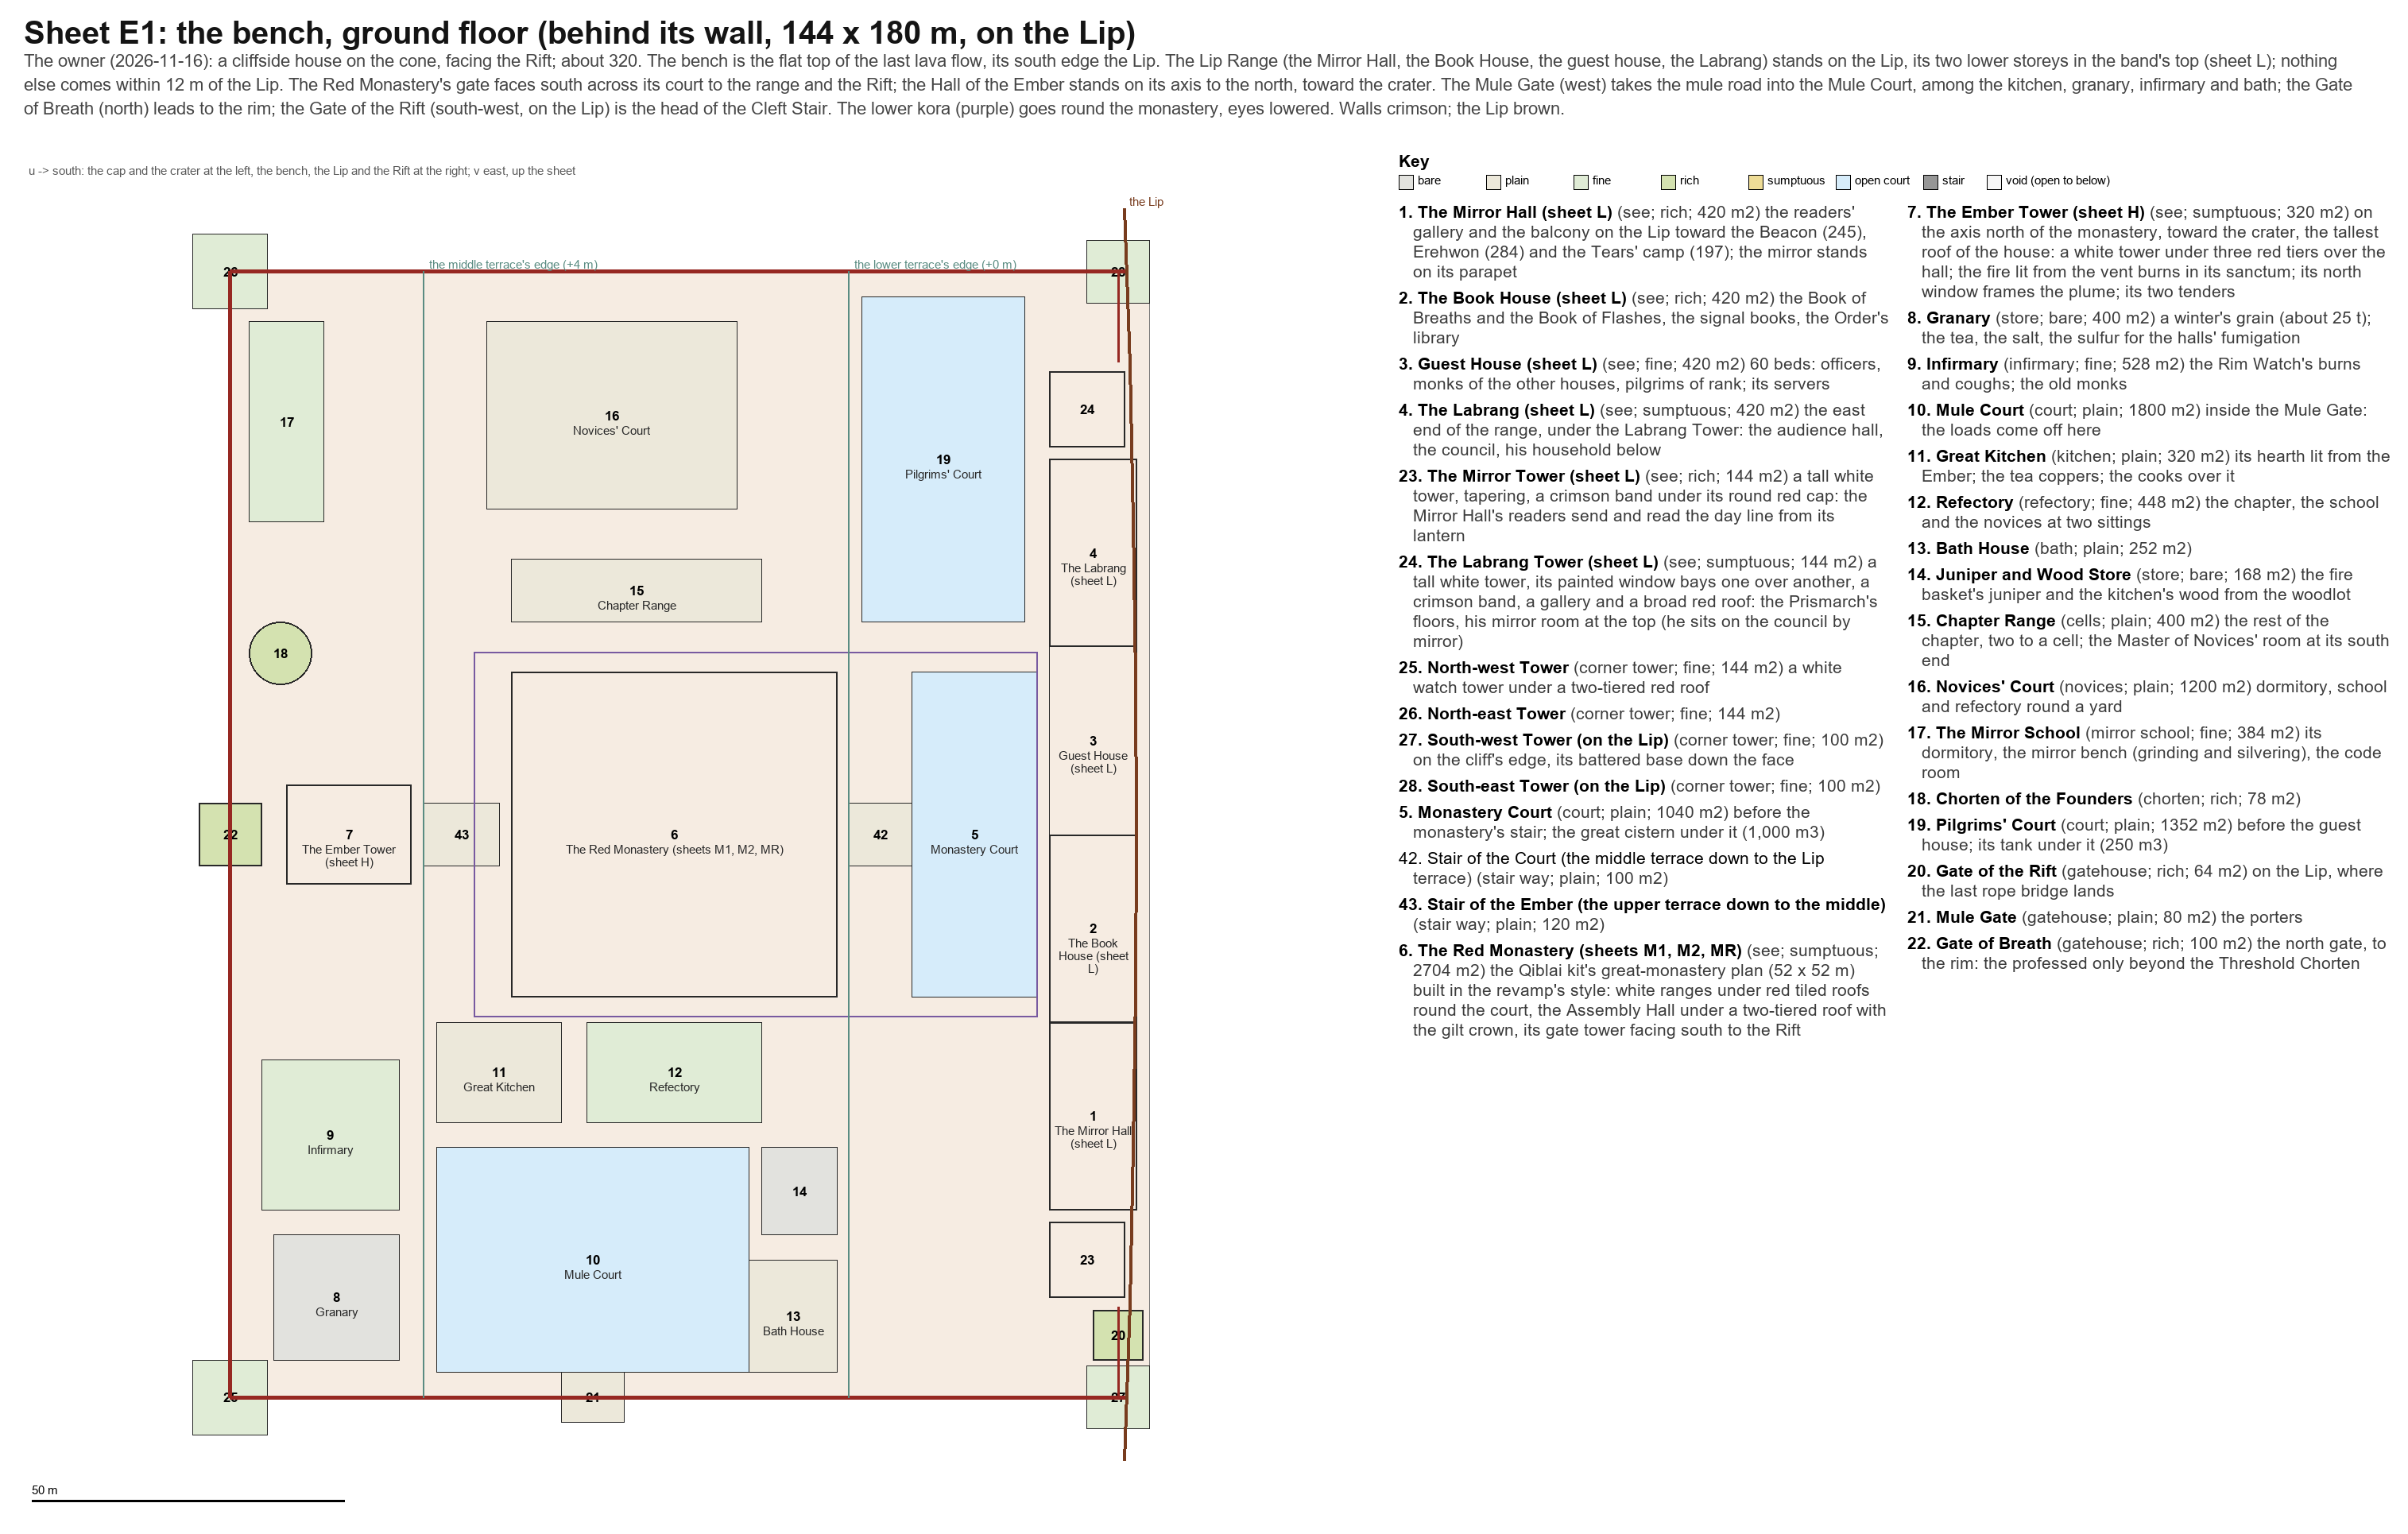 Sheet E1: the bench, ground floor (behind its wall, 144 x 180 m, on the Lip)
The owner (2026-11-16): a cliffside house on the cone, facing the Rift; about 320. The bench is the flat top of the last lava flow, its south edge the Lip. The Lip Range (the Mirror Hall, the Book House, the guest house, the Labrang) stands on the Lip, its two lower storeys in the band's top (sheet L); nothing
else comes within 12 m of the Lip. The Red Monastery's gate faces south across its court to the range and the Rift; the Hall of the Ember stands on its axis to the north, toward the crater. The Mule Gate (west) takes the mule road into the Mule Court, among the kitchen, granary, infirmary and bath; the Gate
of Breath (north) leads to the rim; the Gate of the Rift (south-west, on the Lip) is the head of the Cleft Stair. The lower kora (purple) goes round the monastery, eyes lowered. Walls crimson; the Lip brown.
u -> south: the cap and the crater at the left, the bench, the Lip and the Rift at the right; v east, up the sheet
the Lip
the middle terrace's edge (+4 m)
the lower terrace's edge (+0 m)
26
28
17
16
Novices' Court
19
Pilgrims' Court
24
4
The Labrang
(sheet L)
15
Chapter Range
18
3
Guest House
(sheet L)
22
7
The Ember Tower
(sheet H)
43
6
The Red Monastery (sheets M1, M2, MR)
42
5
Monastery Court
2
The Book
House (sheet
L)
11
Great Kitchen
12
Refectory
1
The Mirror Hall
(sheet L)
9
Infirmary
14
10
Mule Court
23
8
Granary
13
Bath House
20
25
21
27
50 m
Key
bare
plain
fine
rich
sumptuous
open court
stair
void (open to below)
1. The Mirror Hall (sheet L) (see; rich; 420 m2) the readers'
gallery and the balcony on the Lip toward the Beacon (245),
Erehwon (284) and the Tears' camp (197); the mirror stands
on its parapet
2. The Book House (sheet L) (see; rich; 420 m2) the Book of
Breaths and the Book of Flashes, the signal books, the Order's
library
3. Guest House (sheet L) (see; fine; 420 m2) 60 beds: officers,
monks of the other houses, pilgrims of rank; its servers
4. The Labrang (sheet L) (see; sumptuous; 420 m2) the east
end of the range, under the Labrang Tower: the audience hall,
the council, his household below
23. The Mirror Tower (sheet L) (see; rich; 144 m2) a tall white
tower, tapering, a crimson band under its round red cap: the
Mirror Hall's readers send and read the day line from its
lantern
24. The Labrang Tower (sheet L) (see; sumptuous; 144 m2) a
tall white tower, its painted window bays one over another, a
crimson band, a gallery and a broad red roof: the Prismarch's
floors, his mirror room at the top (he sits on the council by
mirror)
25. North-west Tower (corner tower; fine; 144 m2) a white
watch tower under a two-tiered red roof
26. North-east Tower (corner tower; fine; 144 m2)
27. South-west Tower (on the Lip) (corner tower; fine; 100 m2)
on the cliff's edge, its battered base down the face
28. South-east Tower (on the Lip) (corner tower; fine; 100 m2)
5. Monastery Court (court; plain; 1040 m2) before the
monastery's stair; the great cistern under it (1,000 m3)
42. Stair of the Court (the middle terrace down to the Lip
terrace) (stair way; plain; 100 m2)
43. Stair of the Ember (the upper terrace down to the middle)
(stair way; plain; 120 m2)
6. The Red Monastery (sheets M1, M2, MR) (see; sumptuous;
2704 m2) the Qiblai kit's great-monastery plan (52 x 52 m)
built in the revamp's style: white ranges under red tiled roofs
round the court, the Assembly Hall under a two-tiered roof with
the gilt crown, its gate tower facing south to the Rift
7. The Ember Tower (sheet H) (see; sumptuous; 320 m2) on
the axis north of the monastery, toward the crater, the tallest
roof of the house: a white tower under three red tiers over the
hall; the fire lit from the vent burns in its sanctum; its north
window frames the plume; its two tenders
8. Granary (store; bare; 400 m2) a winter's grain (about 25 t);
the tea, the salt, the sulfur for the halls' fumigation
9. Infirmary (infirmary; fine; 528 m2) the Rim Watch's burns
and coughs; the old monks
10. Mule Court (court; plain; 1800 m2) inside the Mule Gate:
the loads come off here
11. Great Kitchen (kitchen; plain; 320 m2) its hearth lit from the
Ember; the tea coppers; the cooks over it
12. Refectory (refectory; fine; 448 m2) the chapter, the school
and the novices at two sittings
13. Bath House (bath; plain; 252 m2)
14. Juniper and Wood Store (store; bare; 168 m2) the fire
basket's juniper and the kitchen's wood from the woodlot
15. Chapter Range (cells; plain; 400 m2) the rest of the
chapter, two to a cell; the Master of Novices' room at its south
end
16. Novices' Court (novices; plain; 1200 m2) dormitory, school
and refectory round a yard
17. The Mirror School (mirror school; fine; 384 m2) its
dormitory, the mirror bench (grinding and silvering), the code
room
18. Chorten of the Founders (chorten; rich; 78 m2)
19. Pilgrims' Court (court; plain; 1352 m2) before the guest
house; its tank under it (250 m3)
20. Gate of the Rift (gatehouse; rich; 64 m2) on the Lip, where
the last rope bridge lands
21. Mule Gate (gatehouse; plain; 80 m2) the porters
22. Gate of Breath (gatehouse; rich; 100 m2) the north gate, to
the rim: the professed only beyond the Threshold Chorten